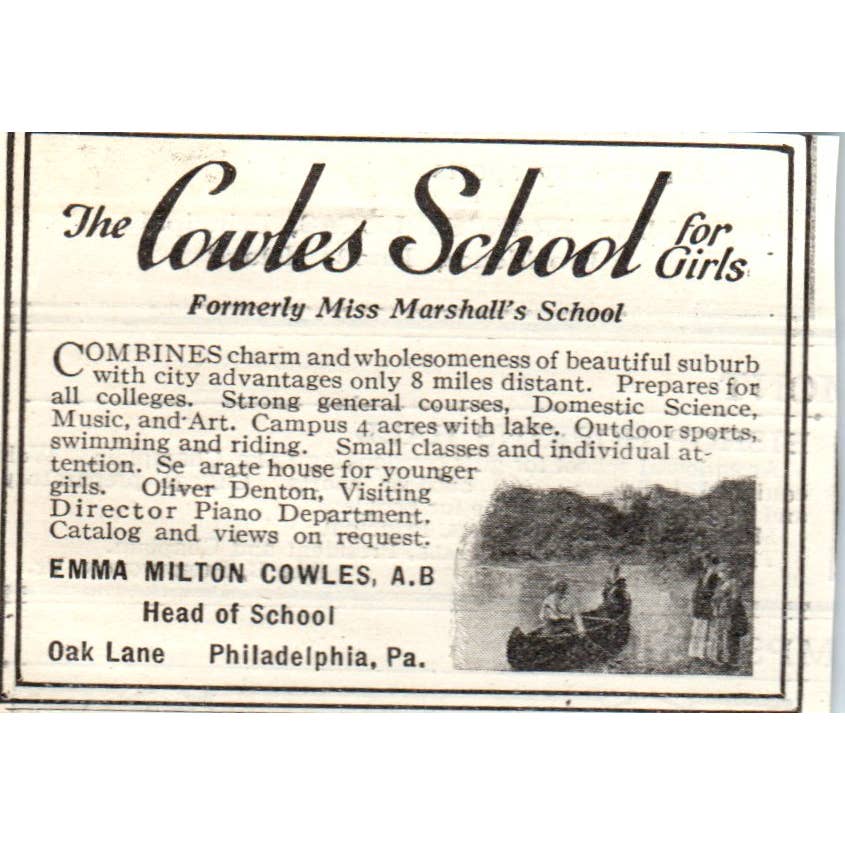 The Cowles School for Girls
Formerly Miss Marshall's School
COMBINES charm and wholesomeness of beautiful suburb
with city advantages only 8 miles distant. Prepares for
all colleges. Strong general courses, Domestic Science,
Music, and Art. Campus 4 acres with lake. Outdoor sports,
swimming and riding. Small classes and individual at-
tention. Se arate house for younger
girls. Oliver Denton, Visiting
Director Piano Department.
Catalog and views on request.
EMMA MILTON COWLES, A.B
Head of School
Oak Lane Philadelphia, Pa.